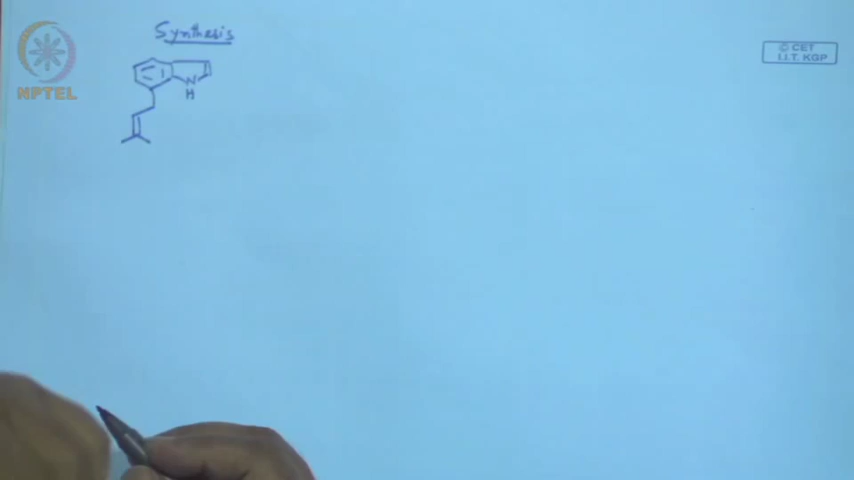 Synthesis
N
H
NPTEL
© CET
I.I.T. KGP